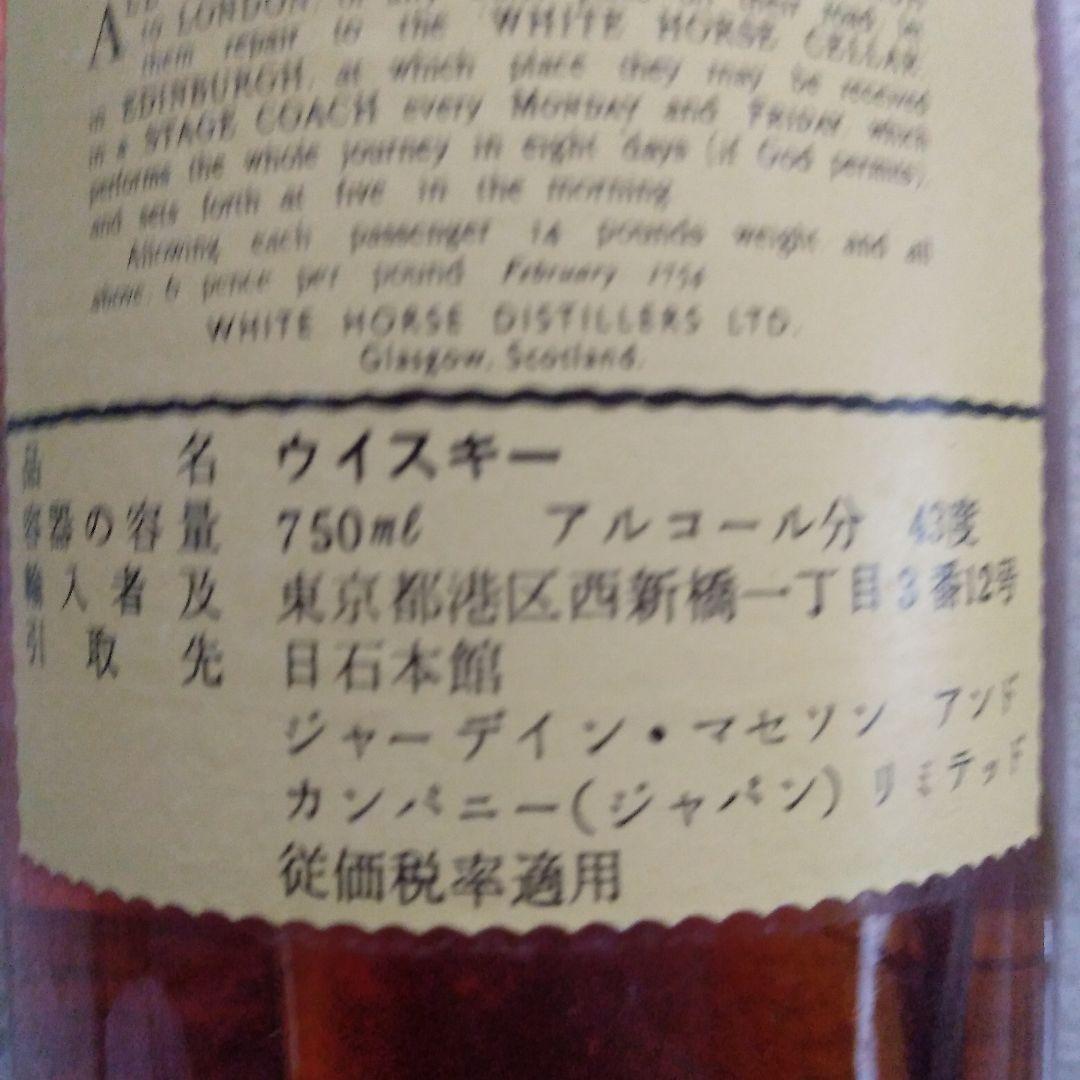 to LONDON, or any
them repair to the WHITE HORSE CELLAR
in EDINBURGH, at which place they may be received
in a STAGE COACH every MONDAY and FRIDAY which
performs the whole journey in eight days (if God permits),
and sets forth at five in the morning.
Allowing each passenger 14 pounds weight and all
above, 6 pence per pound February 1754
WHITE HORSE DISTILLERS LTD.
Glasgow, Scotland.
品名 ウイスキー
容器の容量 750ml アルコール分 43度
輸入者及 東京都港区西新橋一丁目3番12号
引取先 日石本館
ジャーデイン・マセソン アンド
カンパニー(ジャパン) リミテッド
従価税率適用